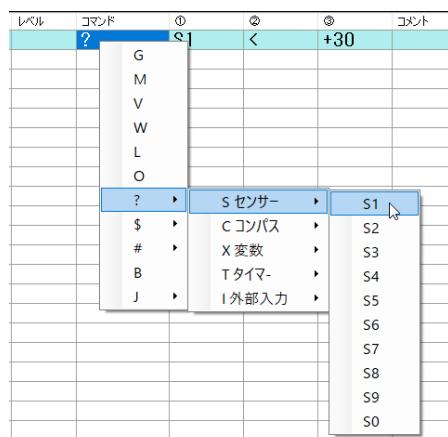 レベル コマンド ① ② ③ コメント
? S1 < +30
G
M
V
W
L
O
?
$
#
B
J
S センサー
C コンパス
X 変数
T タイマ-
I 外部入力
S1
S2
S3
S4
S5
S6
S7
S8
S9
S0